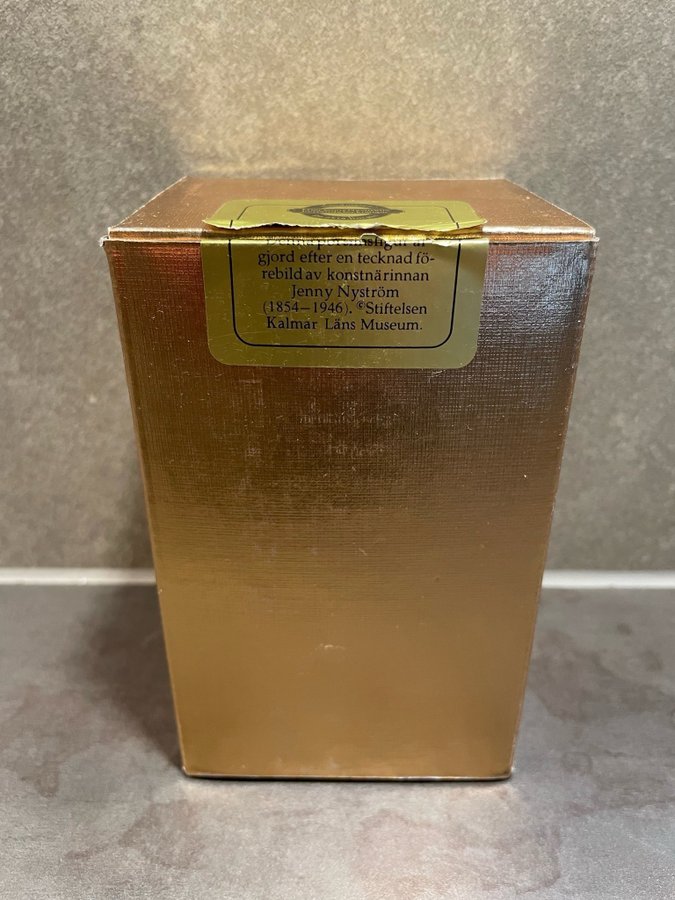 gjord efter en tecknad fö-
rebild av konstnärinnan
Jenny Nyström
(1854–1946). ©Stiftelsen
Kalmar Läns Museum.